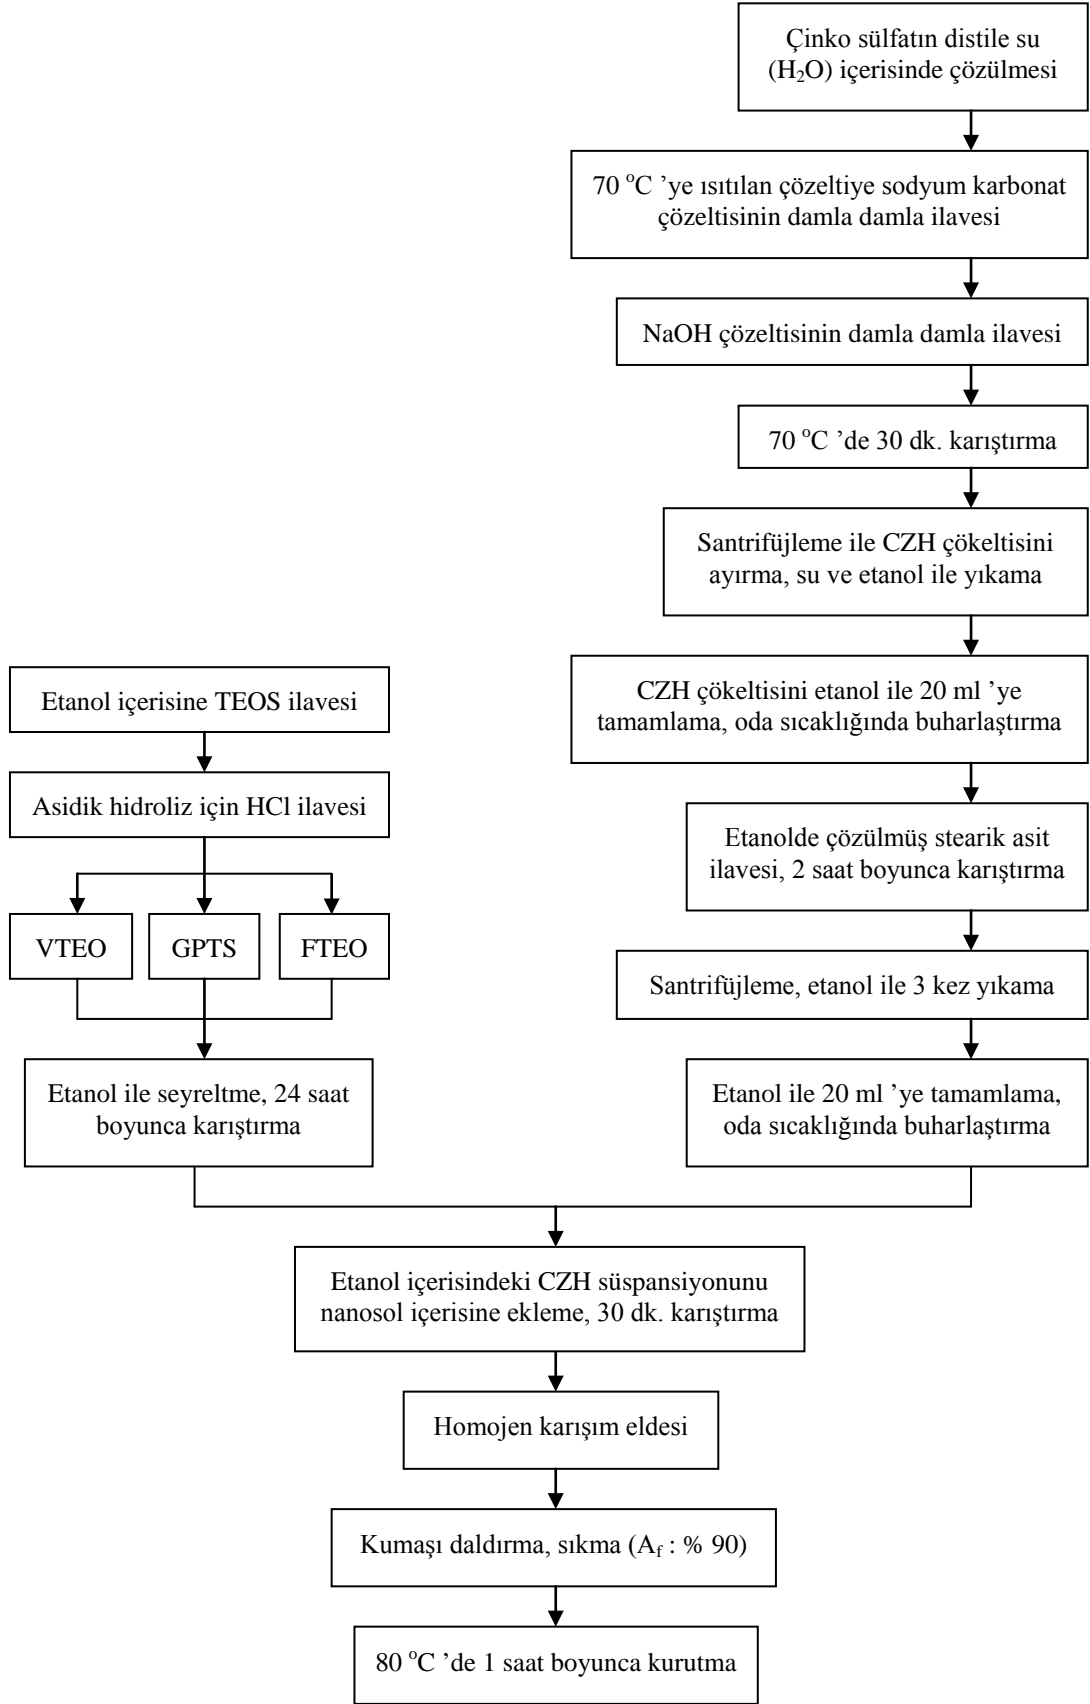 Çinko sülfatın distile su
(H₂O) içerisinde çözülmesi
70 °C ’ye ısıtılan çözeltiye sodyum karbonat
çözeltisinin damla damla ilavesi
NaOH çözeltisinin damla damla ilavesi
70 °C ’de 30 dk. karıştırma
Santrifüjleme ile CZH çökeltisini
ayırma, su ve etanol ile yıkama
CZH çökeltisini etanol ile 20 ml ’ye
tamamlama, oda sıcaklığında buharlaştırma
Etanolde çözülmüş stearik asit
ilavesi, 2 saat boyunca karıştırma
Santrifüjleme, etanol ile 3 kez yıkama
Etanol ile 20 ml ’ye tamamlama,
oda sıcaklığında buharlaştırma
Etanol içerisine TEOS ilavesi
Asidik hidroliz için HCl ilavesi
VTEO
GPTS
FTEO
Etanol ile seyreltme, 24 saat
boyunca karıştırma
Etanol içerisindeki CZH süspansiyonunu
nanosol içerisine ekleme, 30 dk. karıştırma
Homojen karışım eldesi
Kumaşı daldırma, sıkma (A_f : % 90)
80 °C ’de 1 saat boyunca kurutma